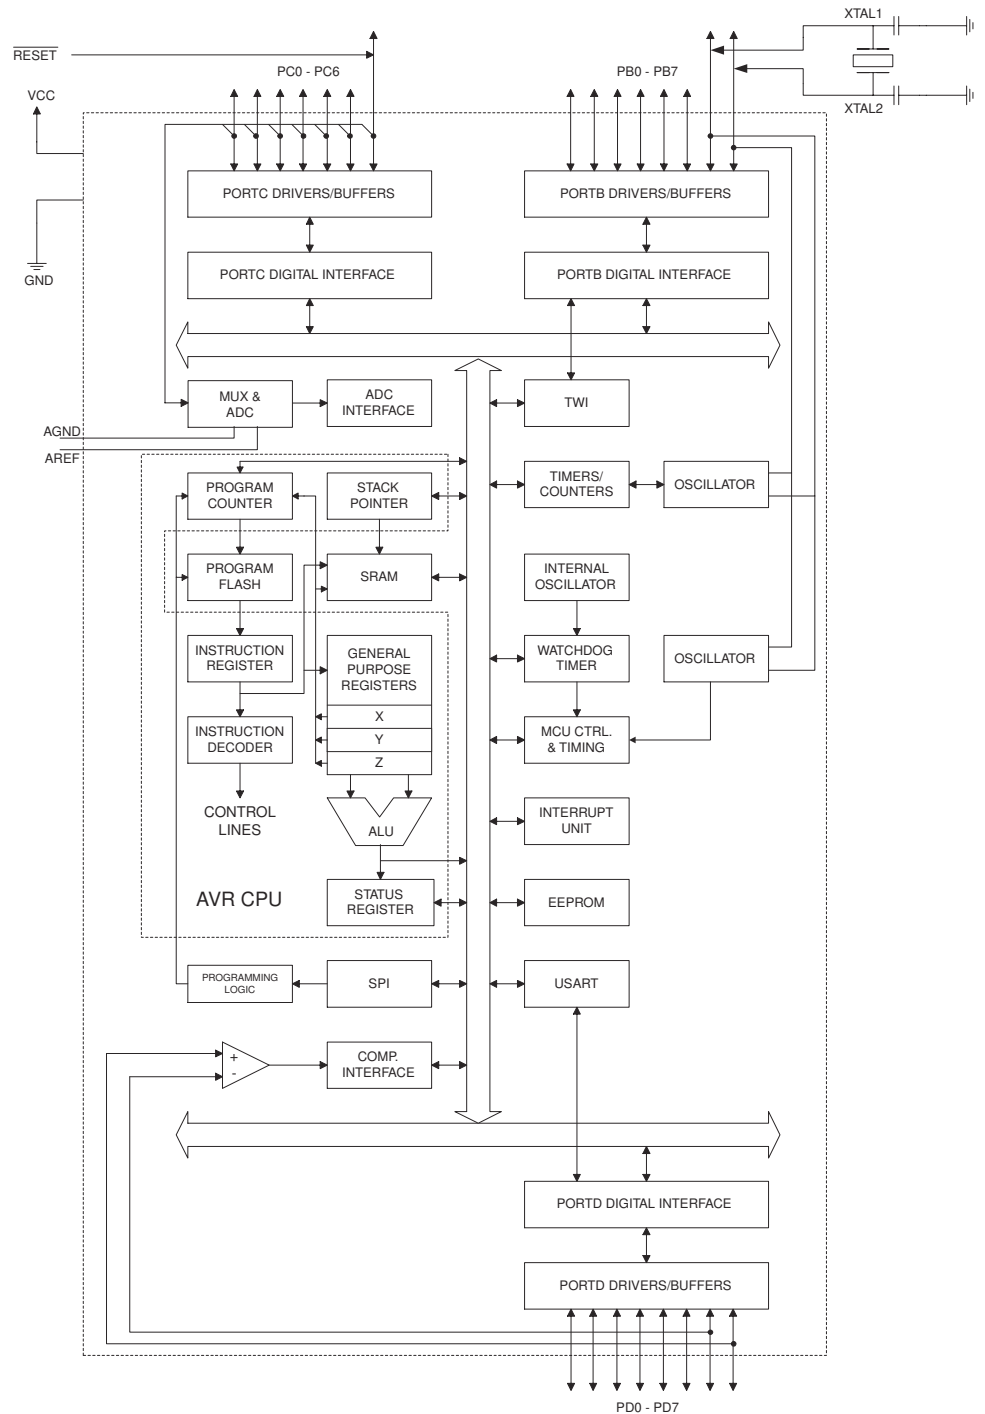 XTAL1
RESET
PC0 - PC6
PB0 - PB7
VCC
XTAL2
PORTC DRIVERS/BUFFERS
PORTB DRIVERS/BUFFERS
PORTC DIGITAL INTERFACE
PORTB DIGITAL INTERFACE
GND
MUX &
ADC
ADC
INTERFACE
TWI
AGND
AREF
PROGRAM
COUNTER
STACK
POINTER
TIMERS/
COUNTERS
OSCILLATOR
PROGRAM
FLASH
SRAM
INTERNAL
OSCILLATOR
INSTRUCTION
REGISTER
GENERAL
PURPOSE
REGISTERS
WATCHDOG
TIMER
OSCILLATOR
X
Y
Z
INSTRUCTION
DECODER
MCU CTRL.
& TIMING
CONTROL
LINES
ALU
INTERRUPT
UNIT
AVR CPU
STATUS
REGISTER
EEPROM
PROGRAMMING
LOGIC
SPI
USART
+
-
COMP.
INTERFACE
PORTD DIGITAL INTERFACE
PORTD DRIVERS/BUFFERS
PD0 - PD7